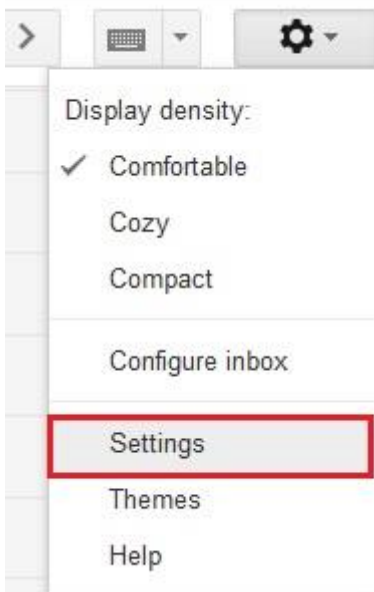 Display density:
Comfortable
Cozy
Compact
Configure inbox
Settings
Themes
Help